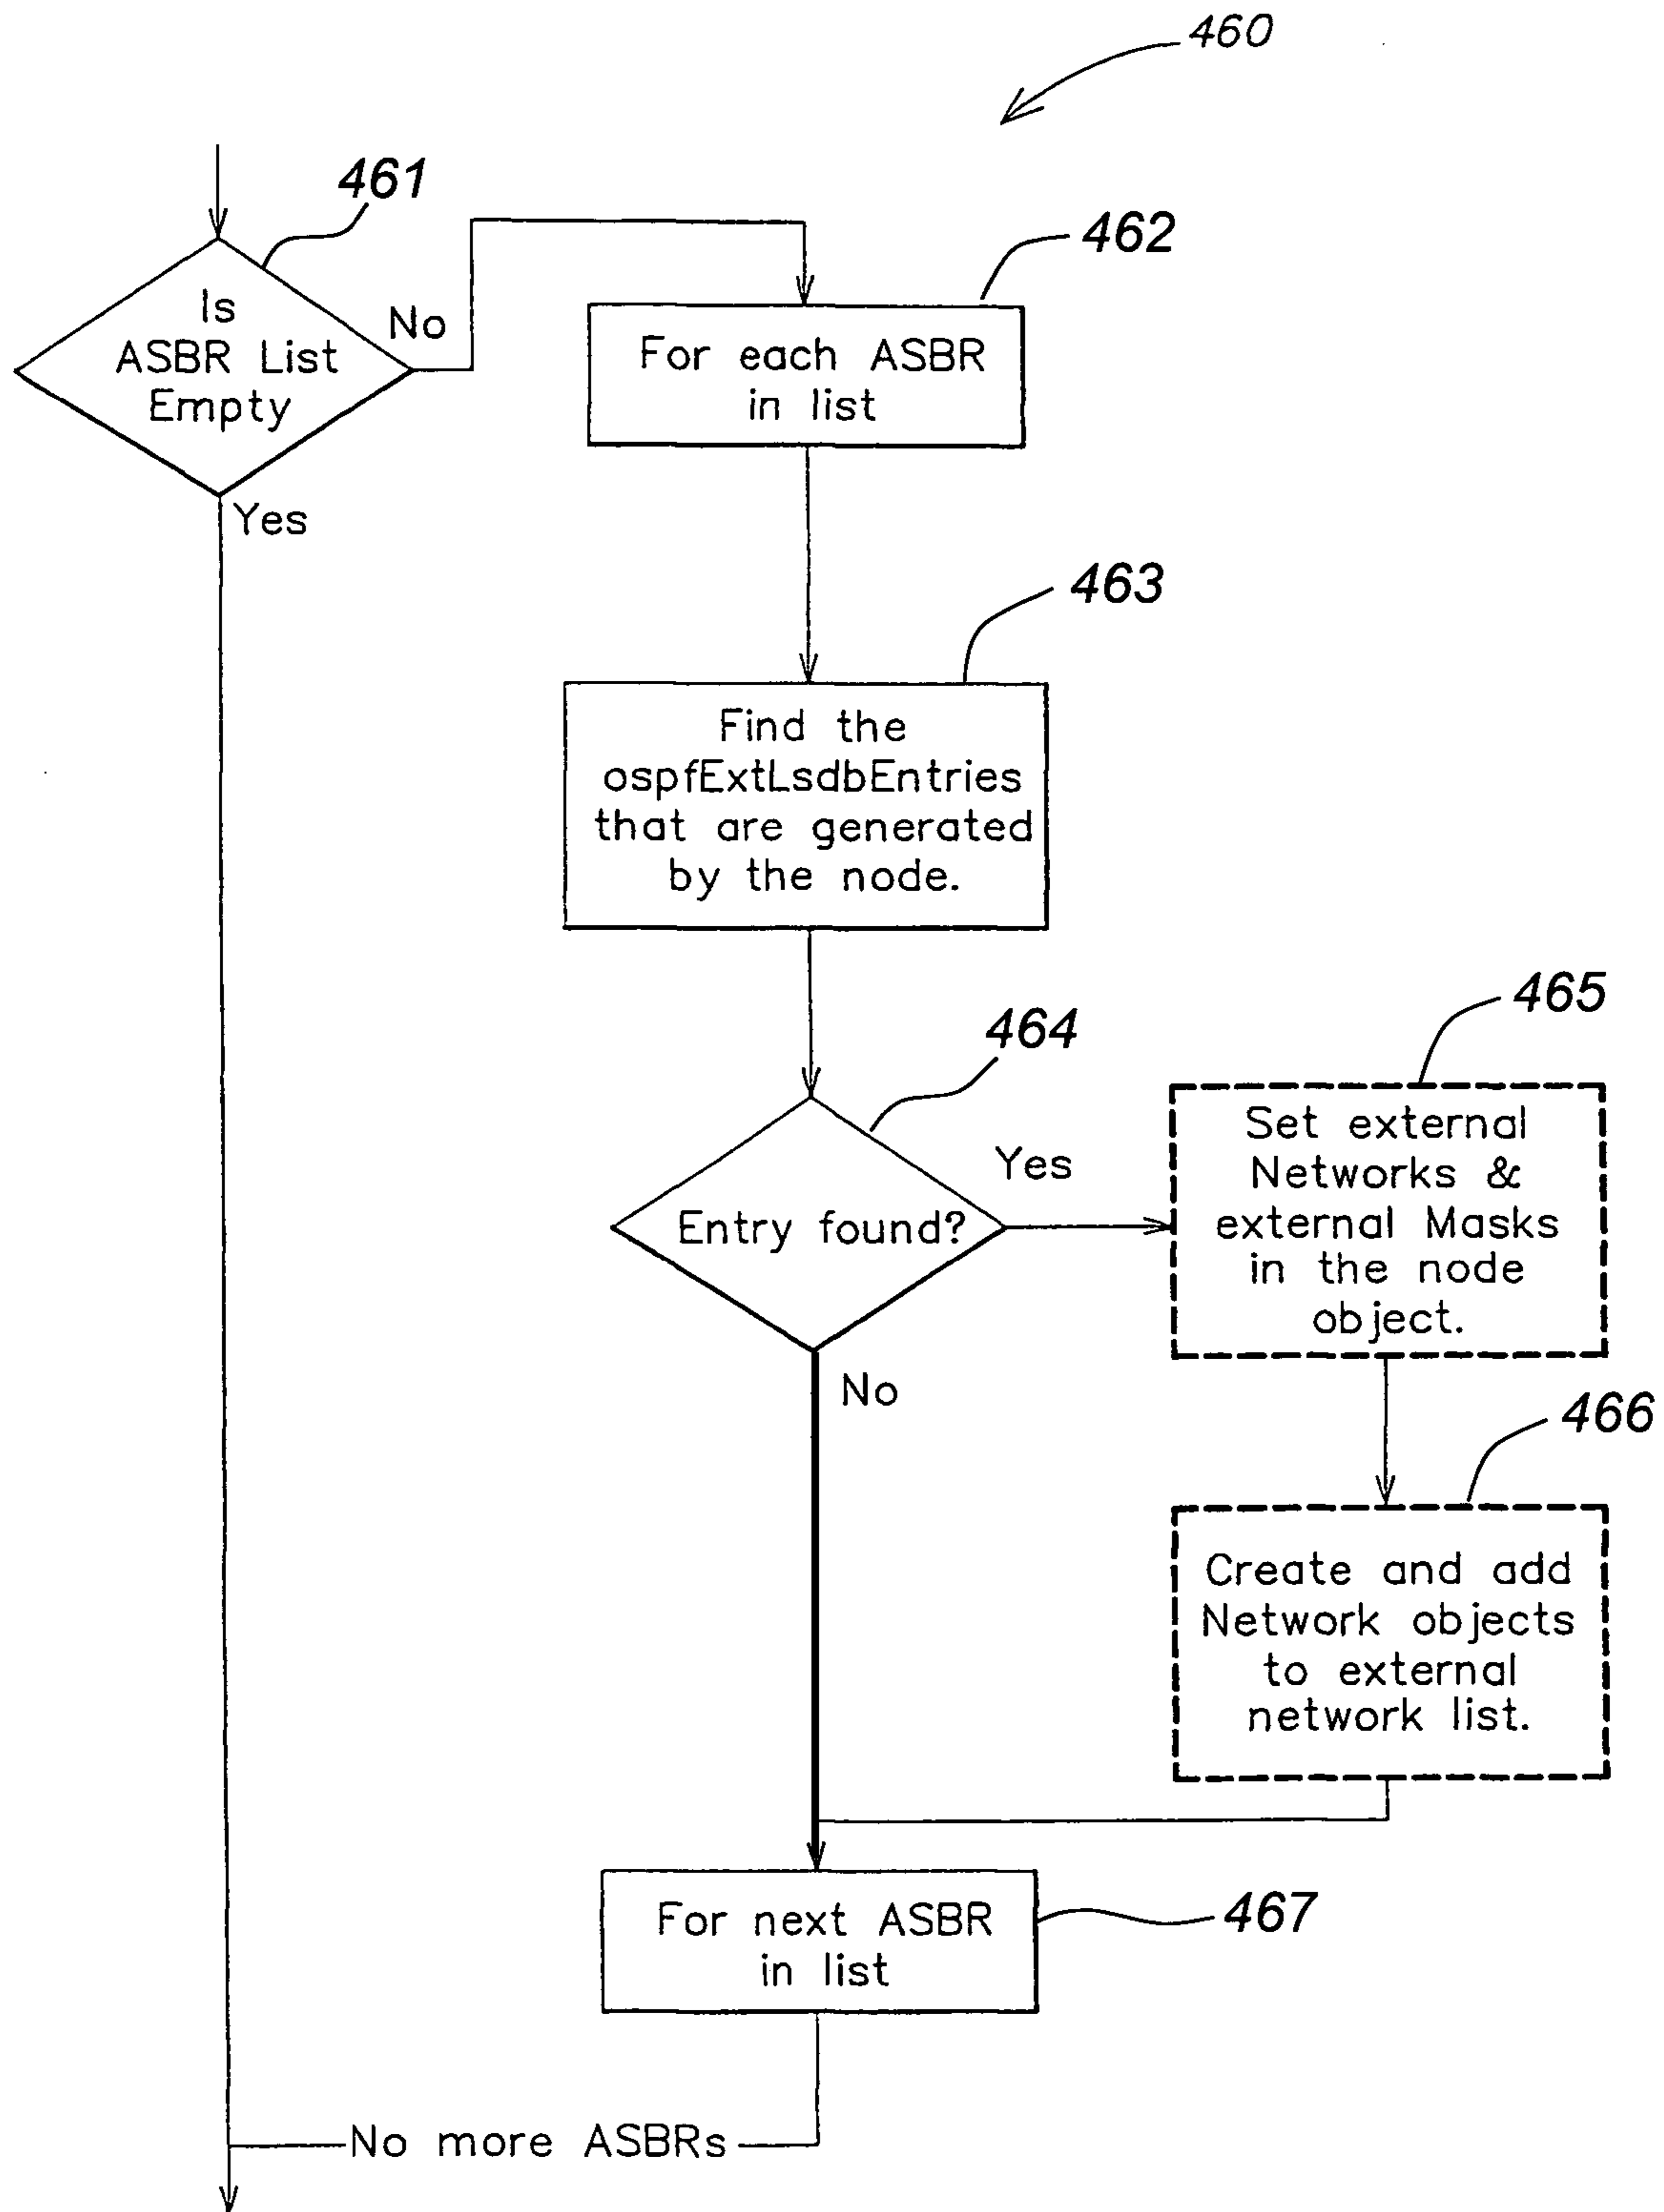 460
461
Is
ASBR List
Empty
No
Yes
462
For each ASBR
in list
463
Find the
ospfExtLsdbEntries
that are generated
by the node.
464
Entry found?
Yes
No
465
Set external
Networks &
external Masks
in the node
object.
466
Create and add
Network objects
to external
network list.
For next ASBR
in list
467
No more ASBRs